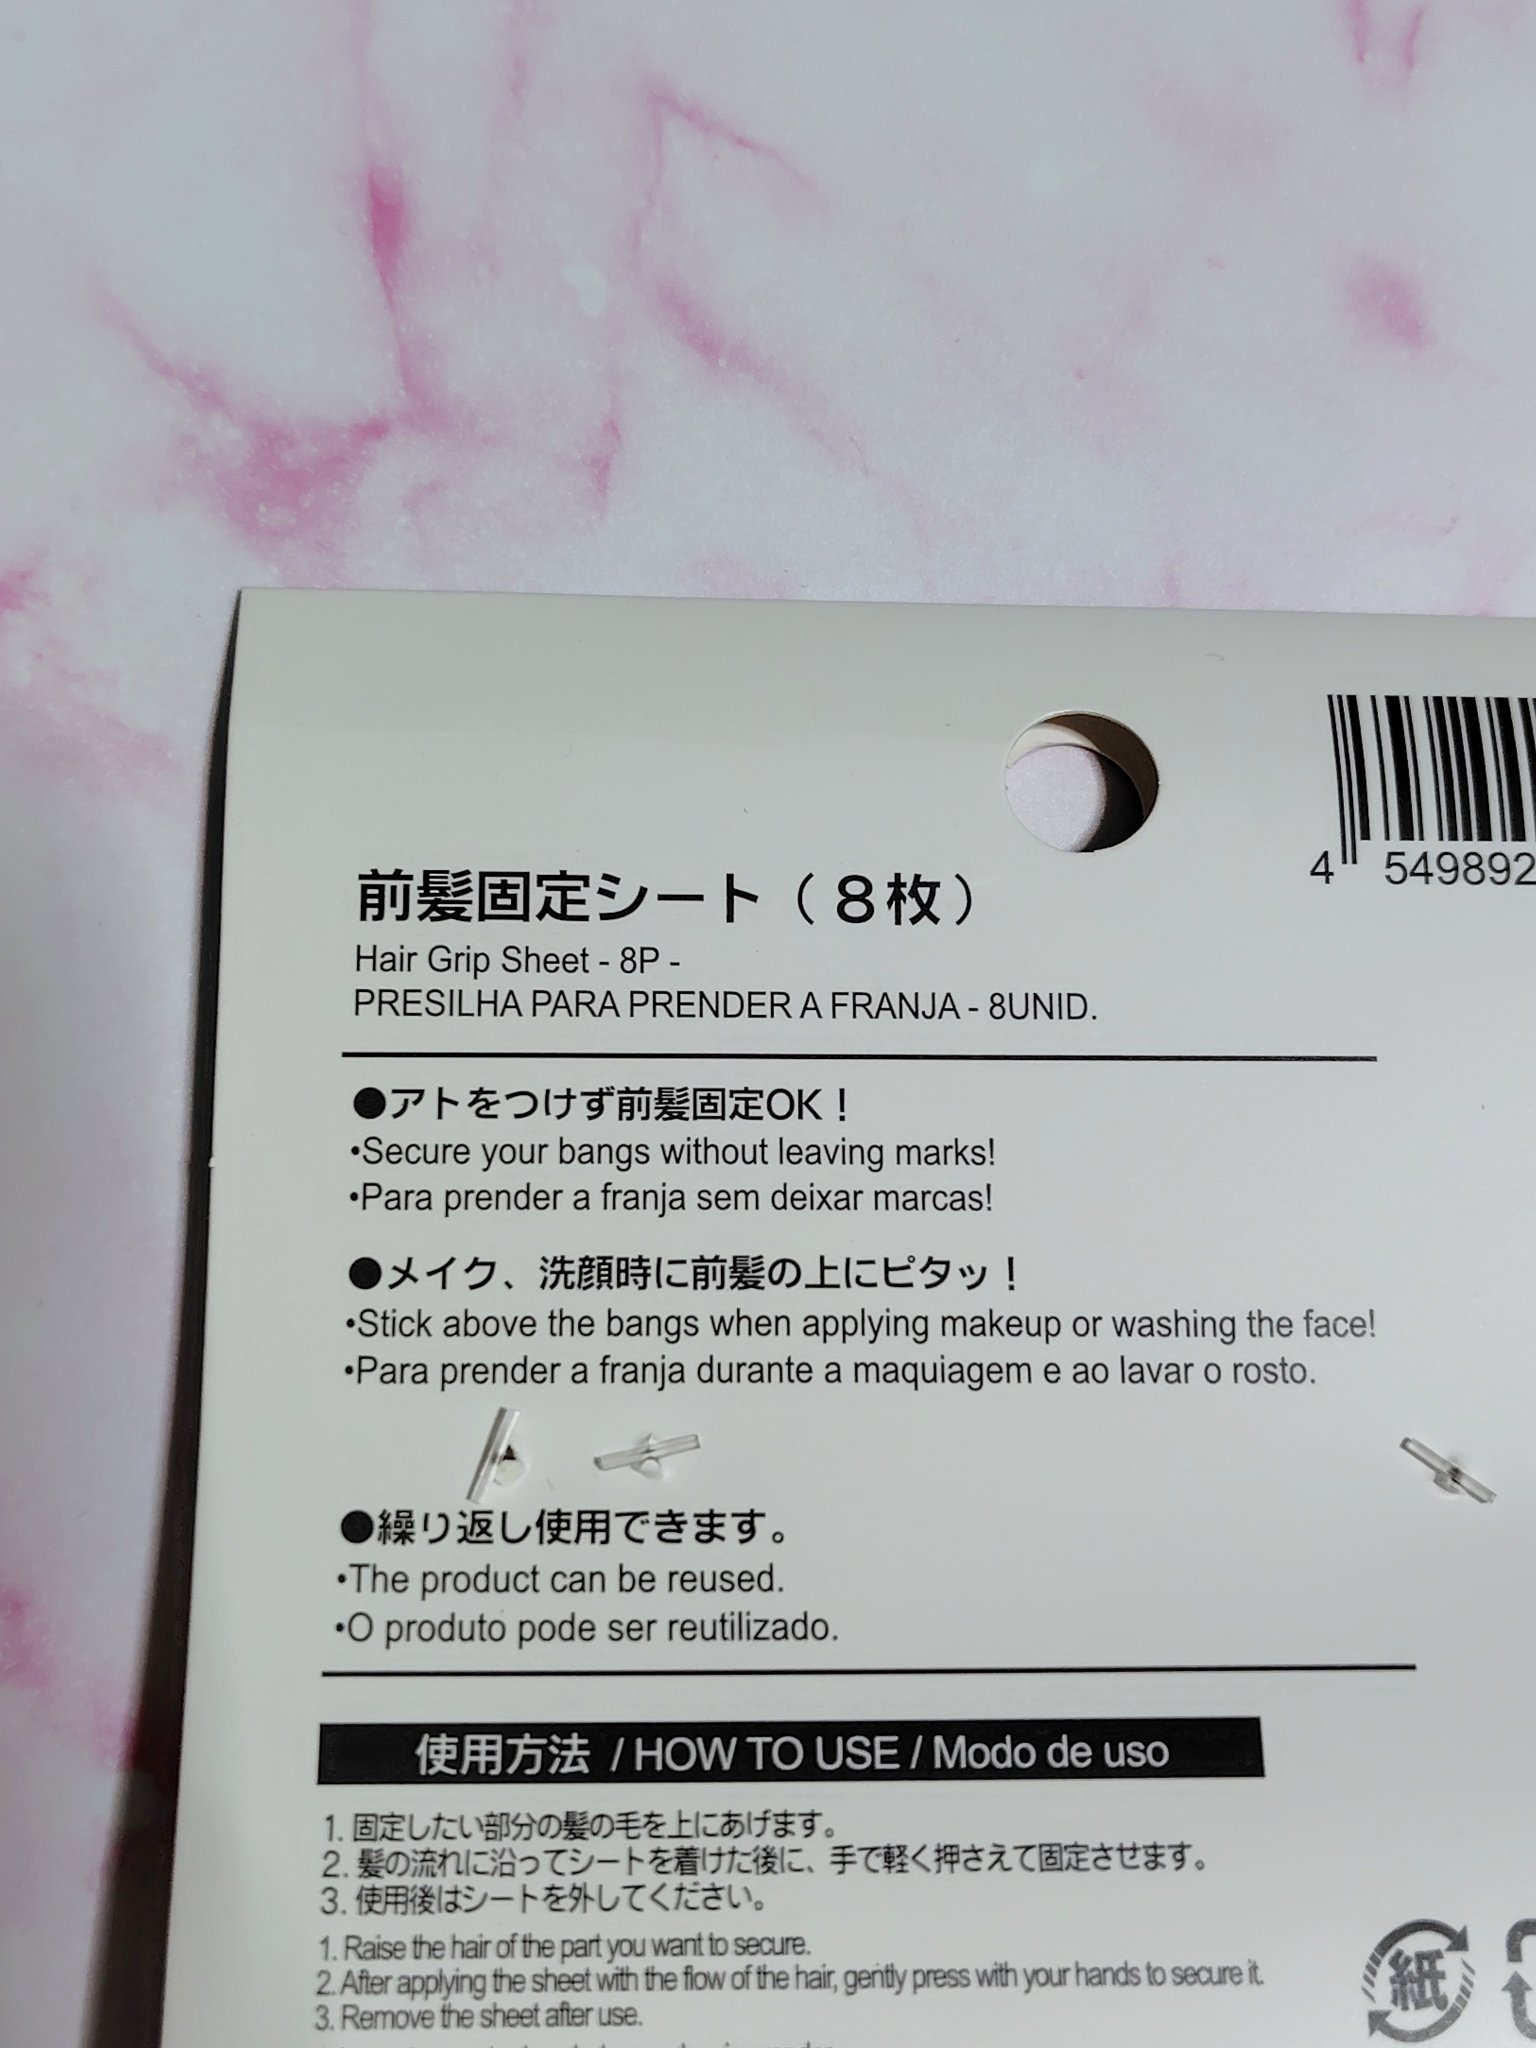 4 549892
前髪固定シート（8枚）
Hair Grip Sheet - 8P -
PRESILHA PARA PRENDER A FRANJA - 8UNID.
●アトをつけず前髪固定OK！
•Secure your bangs without leaving marks!
•Para prender a franja sem deixar marcas!
●メイク、洗顔時に前髪の上にピタッ！
•Stick above the bangs when applying makeup or washing the face!
•Para prender a franja durante a maquiagem e ao lavar o rosto.
●繰り返し使用できます。
•The product can be reused.
•O produto pode ser reutilizado.
使用方法 / HOW TO USE / Modo de uso
1. 固定したい部分の髪の毛を上にあげます。
2. 髪の流れに沿ってシートを着けた後に、手で軽く押さえて固定させます。
3. 使用後はシートを外してください。
1. Raise the hair of the part you want to secure.
2. After applying the sheet with the flow of the hair, gently press with your hands to secure it.
3. Remove the sheet after use.
紙